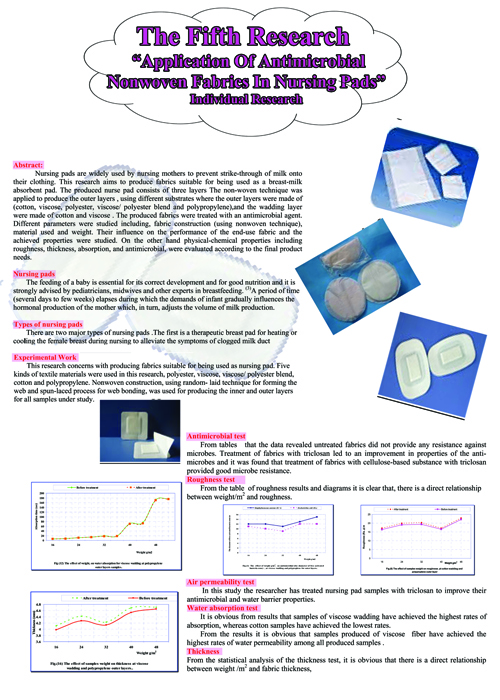 The Fifth Research
“Application Of Antimicrobial
Nonwoven Fabrics In Nursing Pads”
Individual Research
Abstract:
Nursing pads are widely used by nursing mothers to prevent strike-through of milk onto
their clothing. This research aims to produce fabrics suitable for being used as a breast-milk
absorbent pad. The produced nurse pad consists of three layers The non-woven technique was
applied to produce the outer layers , using different substrates where the outer layers were made of
(cotton, viscose, polyester, viscose/ polyester blend and polypropylene),and the wadding layer
were made of cotton and viscose . The produced fabrics were treated with an antimicrobial agent.
Different parameters were studied including, fabric construction (using nonwoven technique),
material used and weight. Their influence on the performance of the end-use fabric and the
achieved properties were studied. On the other hand physical-chemical properties including
roughness, thickness, absorption, and antimicrobial, were evaluated according to the final product
needs.
Nursing pads
The feeding of a baby is essential for its correct development and for good nutrition and it is
strongly advised by pediatricians, midwives and other experts in breastfeeding. (1)A period of time
(several days to few weeks) elapses during which the demands of infant gradually influences the
hormonal production of the mother which, in turn, adjusts the volume of milk production.
Types of nursing pads
There are two major types of nursing pads .The first is a therapeutic breast pad for heating or
cooling the female breast during nursing to alleviate the symptoms of clogged milk duct
Experimental Work
This research concerns with producing fabrics suitable for being used as nursing pad. Five
kinds of textile materials were used in this research, polyester, viscose, viscose/ polyester blend,
cotton and polypropylene. Nonwoven construction, using random- laid technique for forming the
web and spun-laced process for web bonding, was used for producing the inner and outer layers
for all samples under study.
Antimicrobial test
From tables that the data revealed untreated fabrics did not provide any resistance against
microbes. Treatment of fabrics with triclosan led to an improvement in properties of the anti-
microbes and it was found that treatment of fabrics with cellulose-based substance with triclosan
provided good microbe resistance.
Roughness test
From the table of roughness results and diagrams it is clear that, there is a direct relationship
between weight/m² and roughness.
Before treatment
After treatment
Weight g/m2
Air permeability test
In this study the researcher has treated nursing pad samples with triclosan to improve their
antimicrobial and water barrier properties.
Water absorption test
It is obvious from results that samples of viscose wadding have achieved the highest rates of
absorption, whereas cotton samples have achieved the lowest rates.
From the results it is obvious that samples produced of viscose fiber have achieved the
highest rates of water permeability among all produced samples .
Thickness
From the statistical analysis of the thickness test, it is obvious that there is a direct relationship
between weight /m² and fabric thickness,
After treatment
Before treatment
Weight g/m2